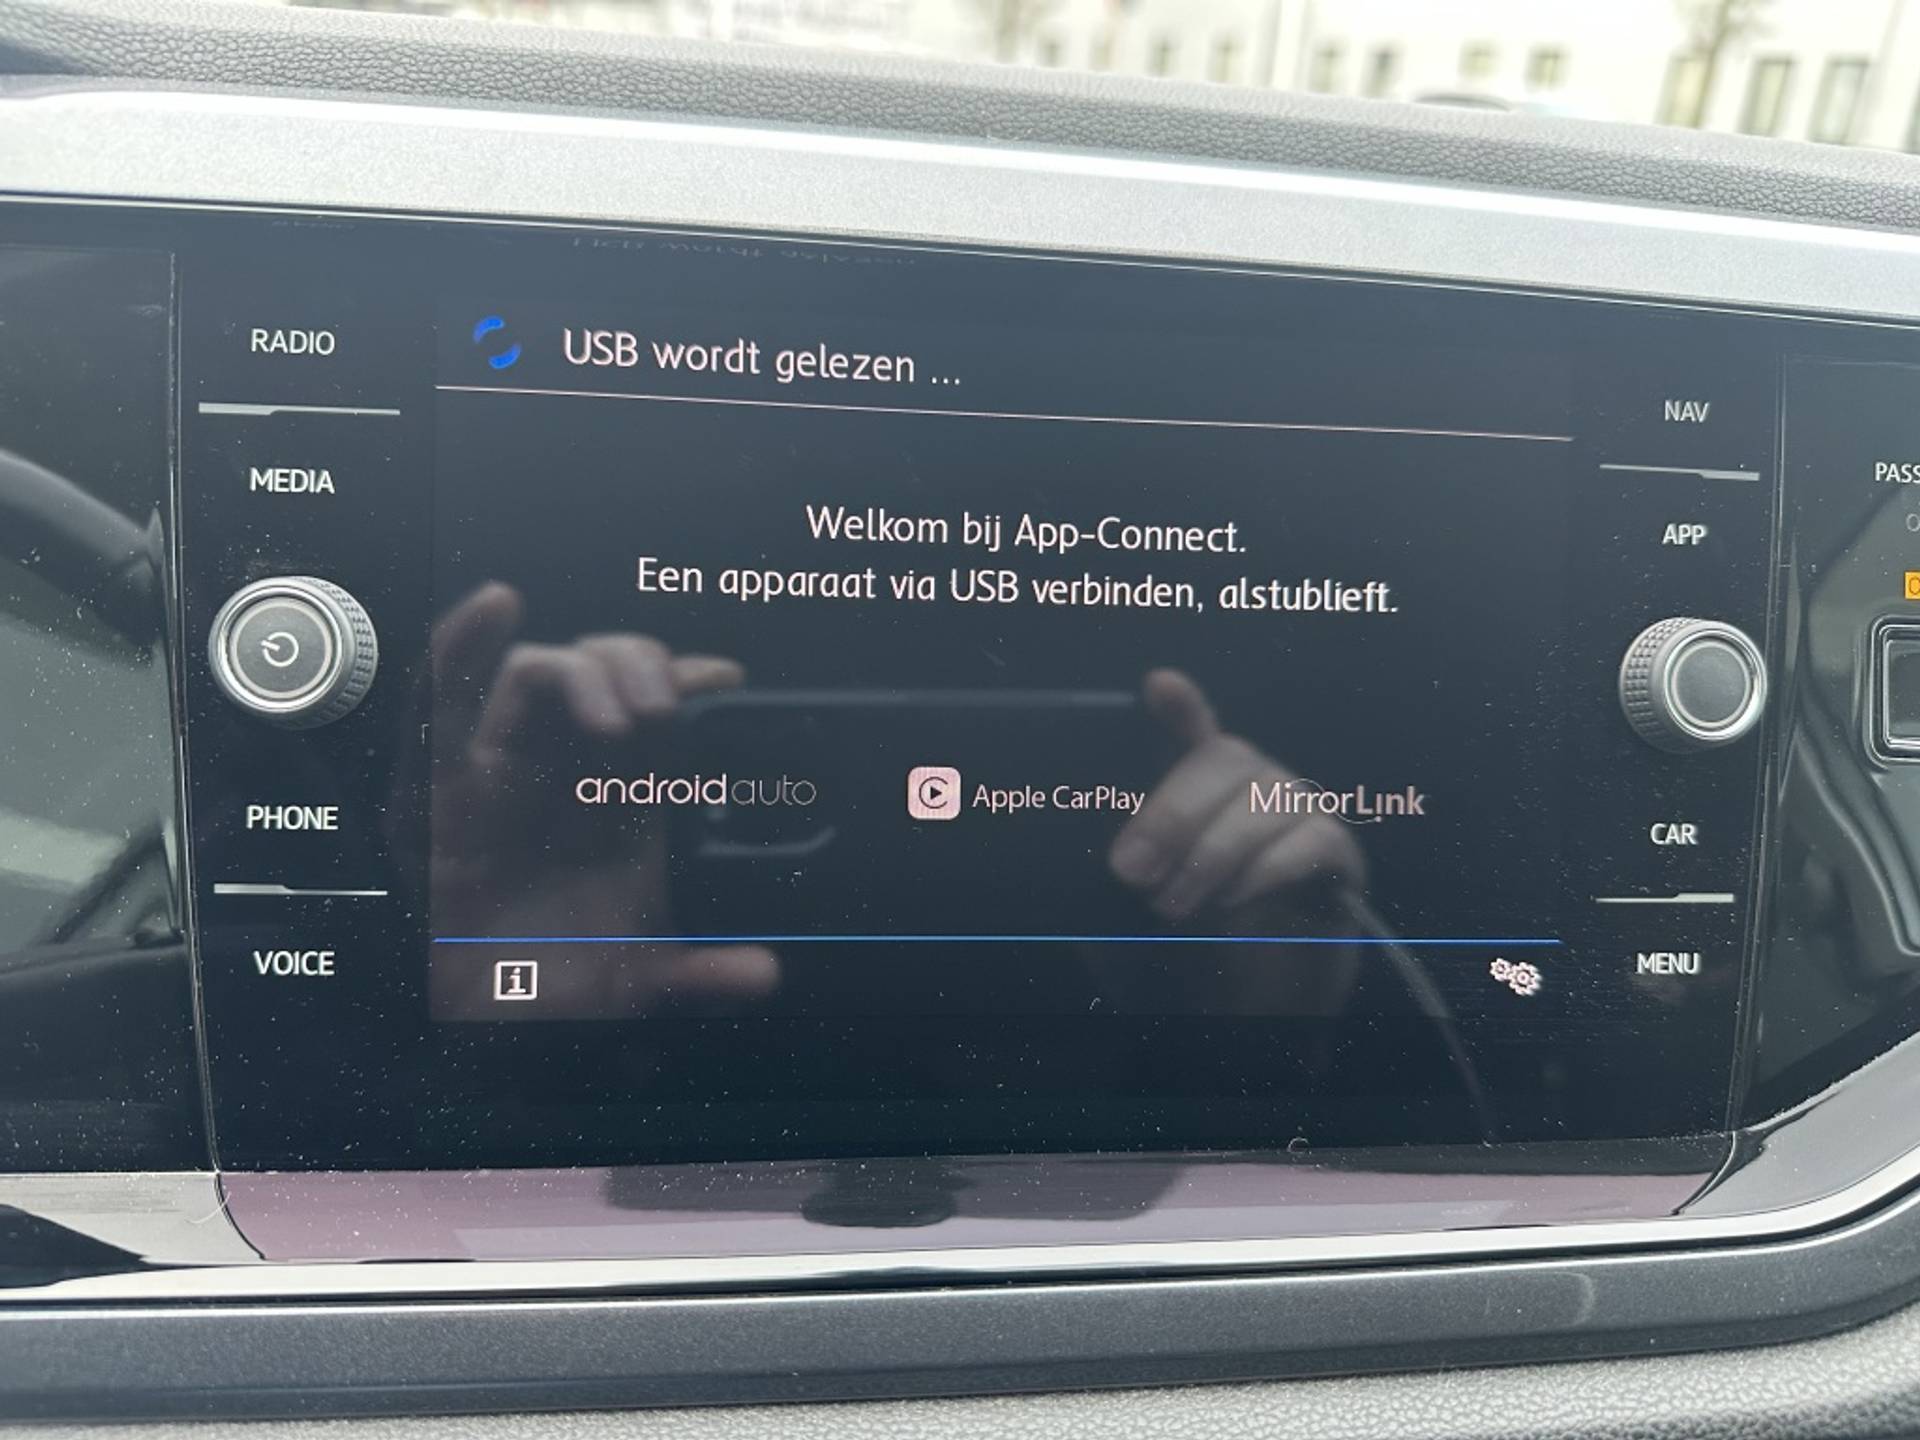 RADIO
MEDIA
PHONE
VOICE
USB wordt gelezen ...
Welkom bij App-Connect.
Een apparaat via USB verbinden, alstublieft.
androidauto
Apple CarPlay
MirrorLink
i
NAV
APP
CAR
MENU
PASS